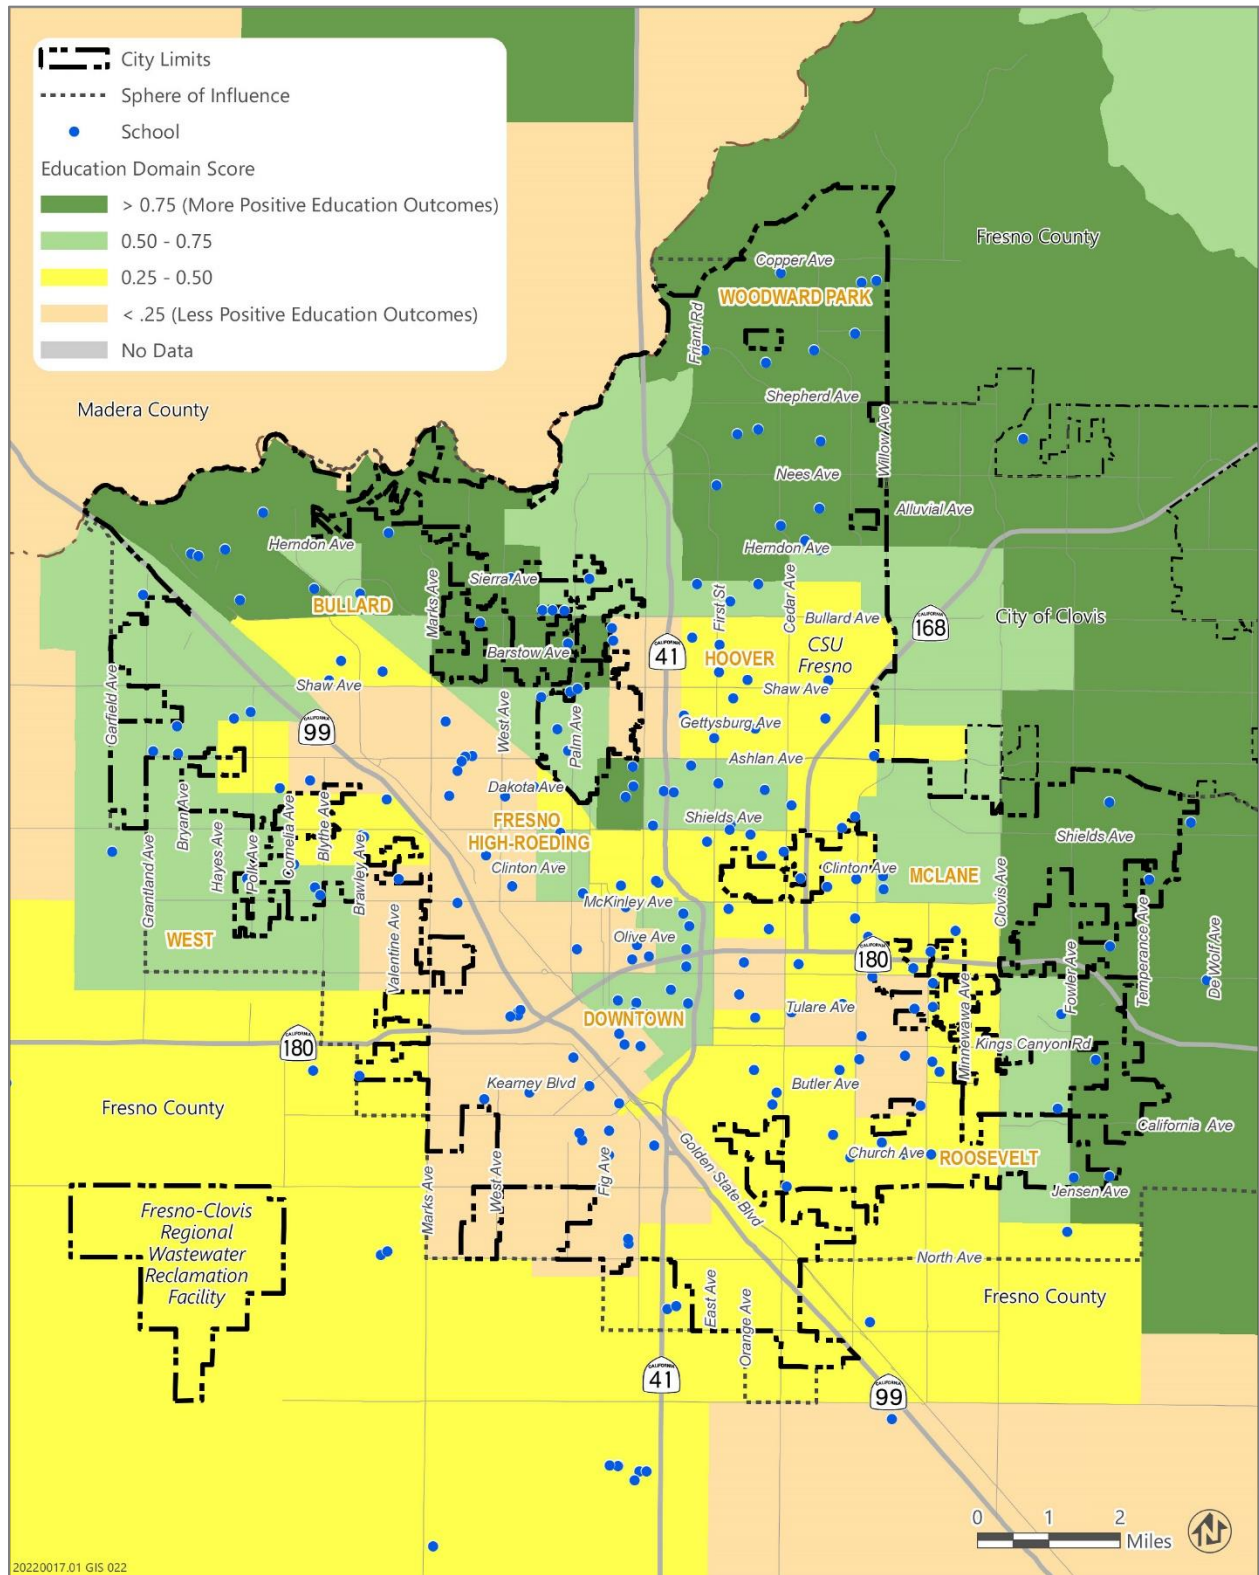 City Limits
Sphere of Influence
School
Education Domain Score
> 0.75 (More Positive Education Outcomes)
0.50 - 0.75
0.25 - 0.50
< .25 (Less Positive Education Outcomes)
No Data
Fresno County
Copper Ave
WOODWARD PARK
Friant Rd
Madera County
Shepherd Ave
Willow Ave
Nees Ave
Alluvial Ave
Herndon Ave
Herndon Ave
Sierra Ave
BULLARD
Marks Ave
First St
Cedar Ave
Bullard Ave
CALIFORNIA
168
City of Clovis
Barstow Ave
CALIFORNIA
41
HOOVER
CSU
Fresno
Shaw Ave
Shaw Ave
Garfield Ave
CALIFORNIA
99
West Ave
Palm Ave
Gettysburg Ave
Ashlan Ave
Dakota Ave
Bryan Ave
Hayes Ave
Polk Ave
Cornelia Ave
Blythe Ave
Brawley Ave
FRESNO
HIGH-ROEDING
Shields Ave
Shields Ave
Clinton Ave
Clinton Ave
MCLANE
Clovis Ave
Grantland Ave
McKinley Ave
WEST
Valentine Ave
Olive Ave
CALIFORNIA
180
Fowler Ave
Temperance Ave
De Wolf Ave
DOWNTOWN
Tulare Ave
Minnewawa Ave
Kings Canyon Rd
CALIFORNIA
180
Kearney Blvd
Butler Ave
Fresno County
California Ave
Golden State Blvd
Church Ave
ROOSEVELT
Marks Ave
West Ave
Fig Ave
Jensen Ave
Fresno-Clovis
Regional
Wastewater
Reclamation
Facility
North Ave
East Ave
Orange Ave
Fresno County
CALIFORNIA
41
CALIFORNIA
99
0 1 2
Miles
N
20220017.01 GIS 022